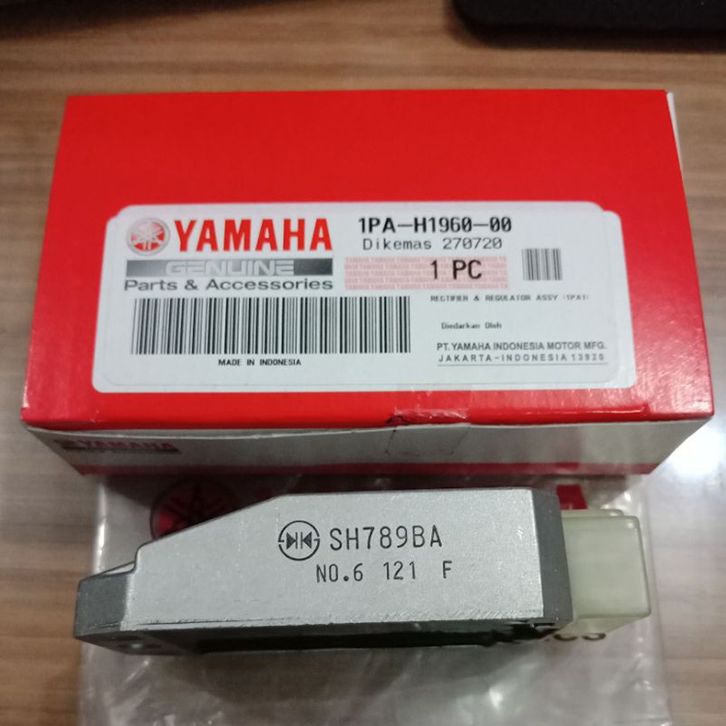 YAMAHA
GENUINE
Parts & Accessories
1PA-H1960-00
Dikemas 270720
1 PC
RECTIFIER & REGULATOR ASSY (1PA1)
Diedarkan Oleh
MADE IN INDONESIA
PT. YAMAHA INDONESIA MOTOR MFG.
JAKARTA-INDONESIA 13920
YAMAHA
SH789BA
NO.6 121 F